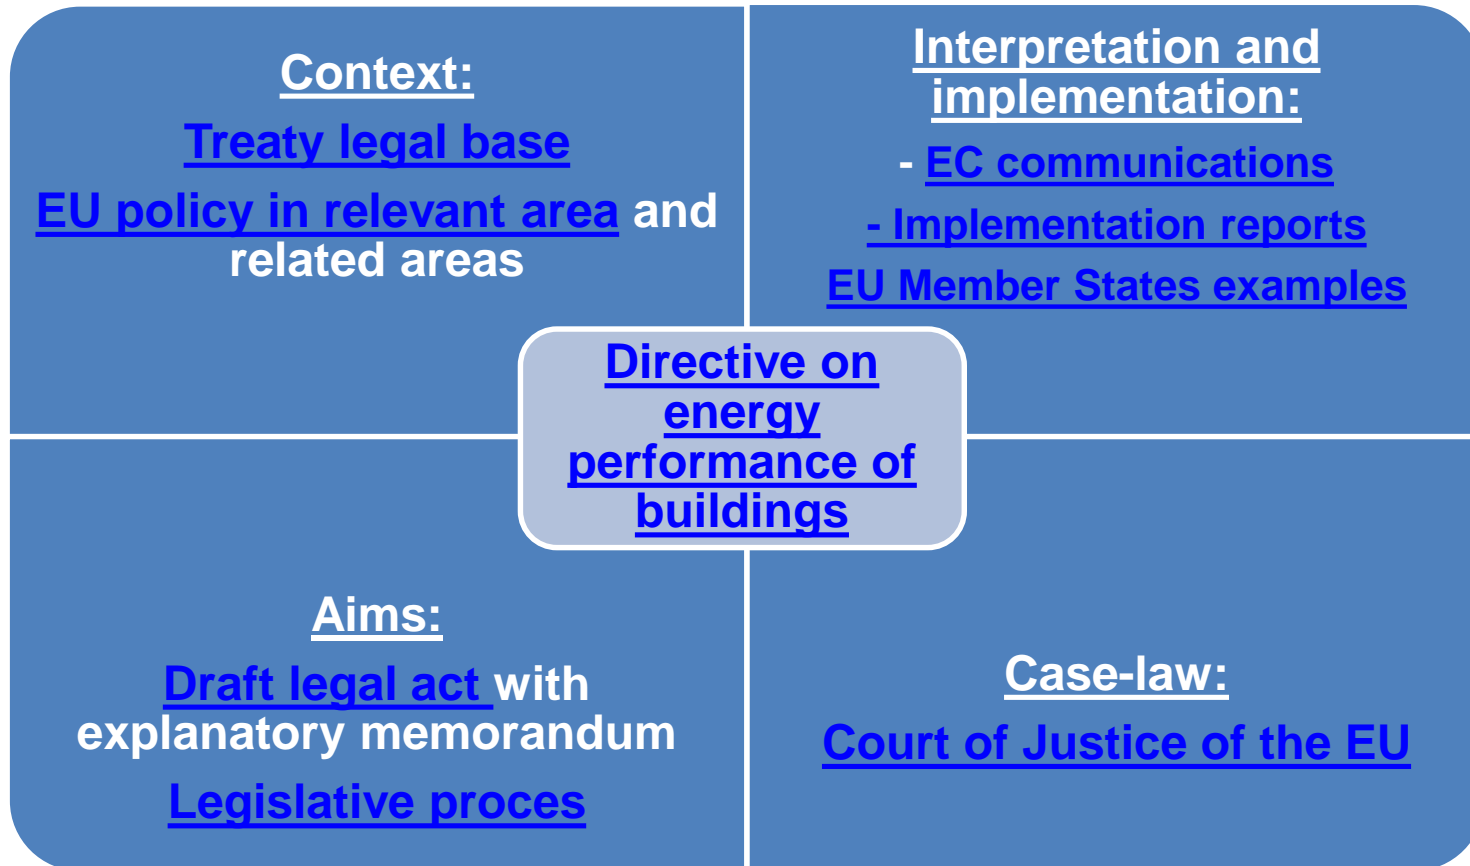 Context:
Treaty legal base
EU policy in relevant area and
related areas
Interpretation and
implementation:
- EC communications
- Implementation reports
EU Member States examples
Directive on
energy
performance of
buildings
Aims:
Draft legal act with
explanatory memorandum
Legislative proces
Case-law:
Court of Justice of the EU